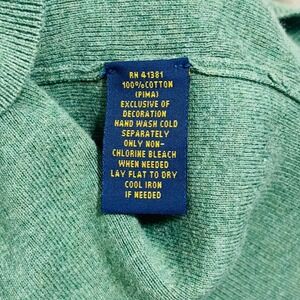 RN 41381
100% COTTON
(PIMA)
EXCLUSIVE OF
DECORATION
HAND WASH COLD
SEPARATELY
ONLY NON-
CHLORINE BLEACH
WHEN NEEDED
LAY FLAT TO DRY
COOL IRON
IF NEEDED